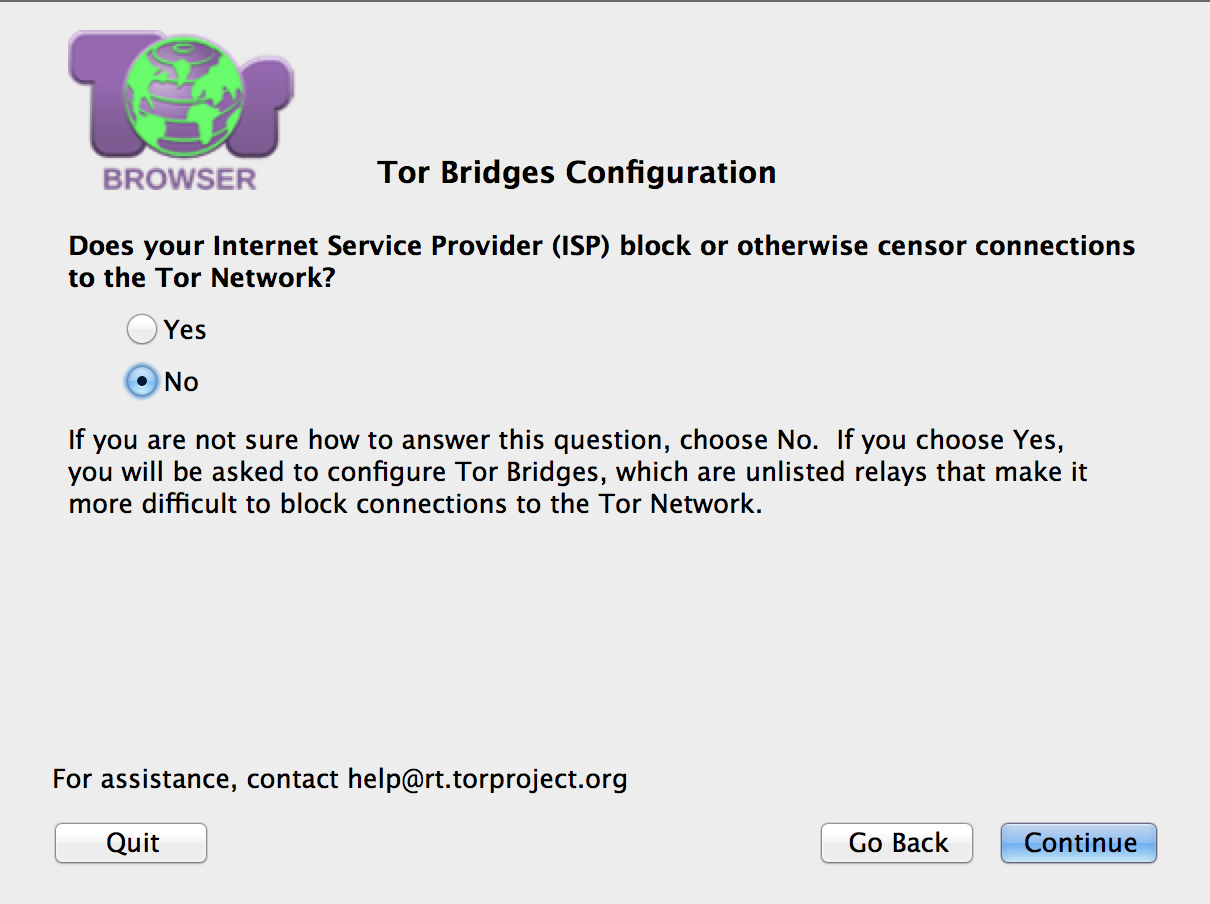 Tor
BROWSER
Tor Bridges Configuration
Does your Internet Service Provider (ISP) block or otherwise censor connections
to the Tor Network?
Yes
No
If you are not sure how to answer this question, choose No.  If you choose Yes,
you will be asked to configure Tor Bridges, which are unlisted relays that make it
more difficult to block connections to the Tor Network.
For assistance, contact help@rt.torproject.org
Quit
Go Back
Continue